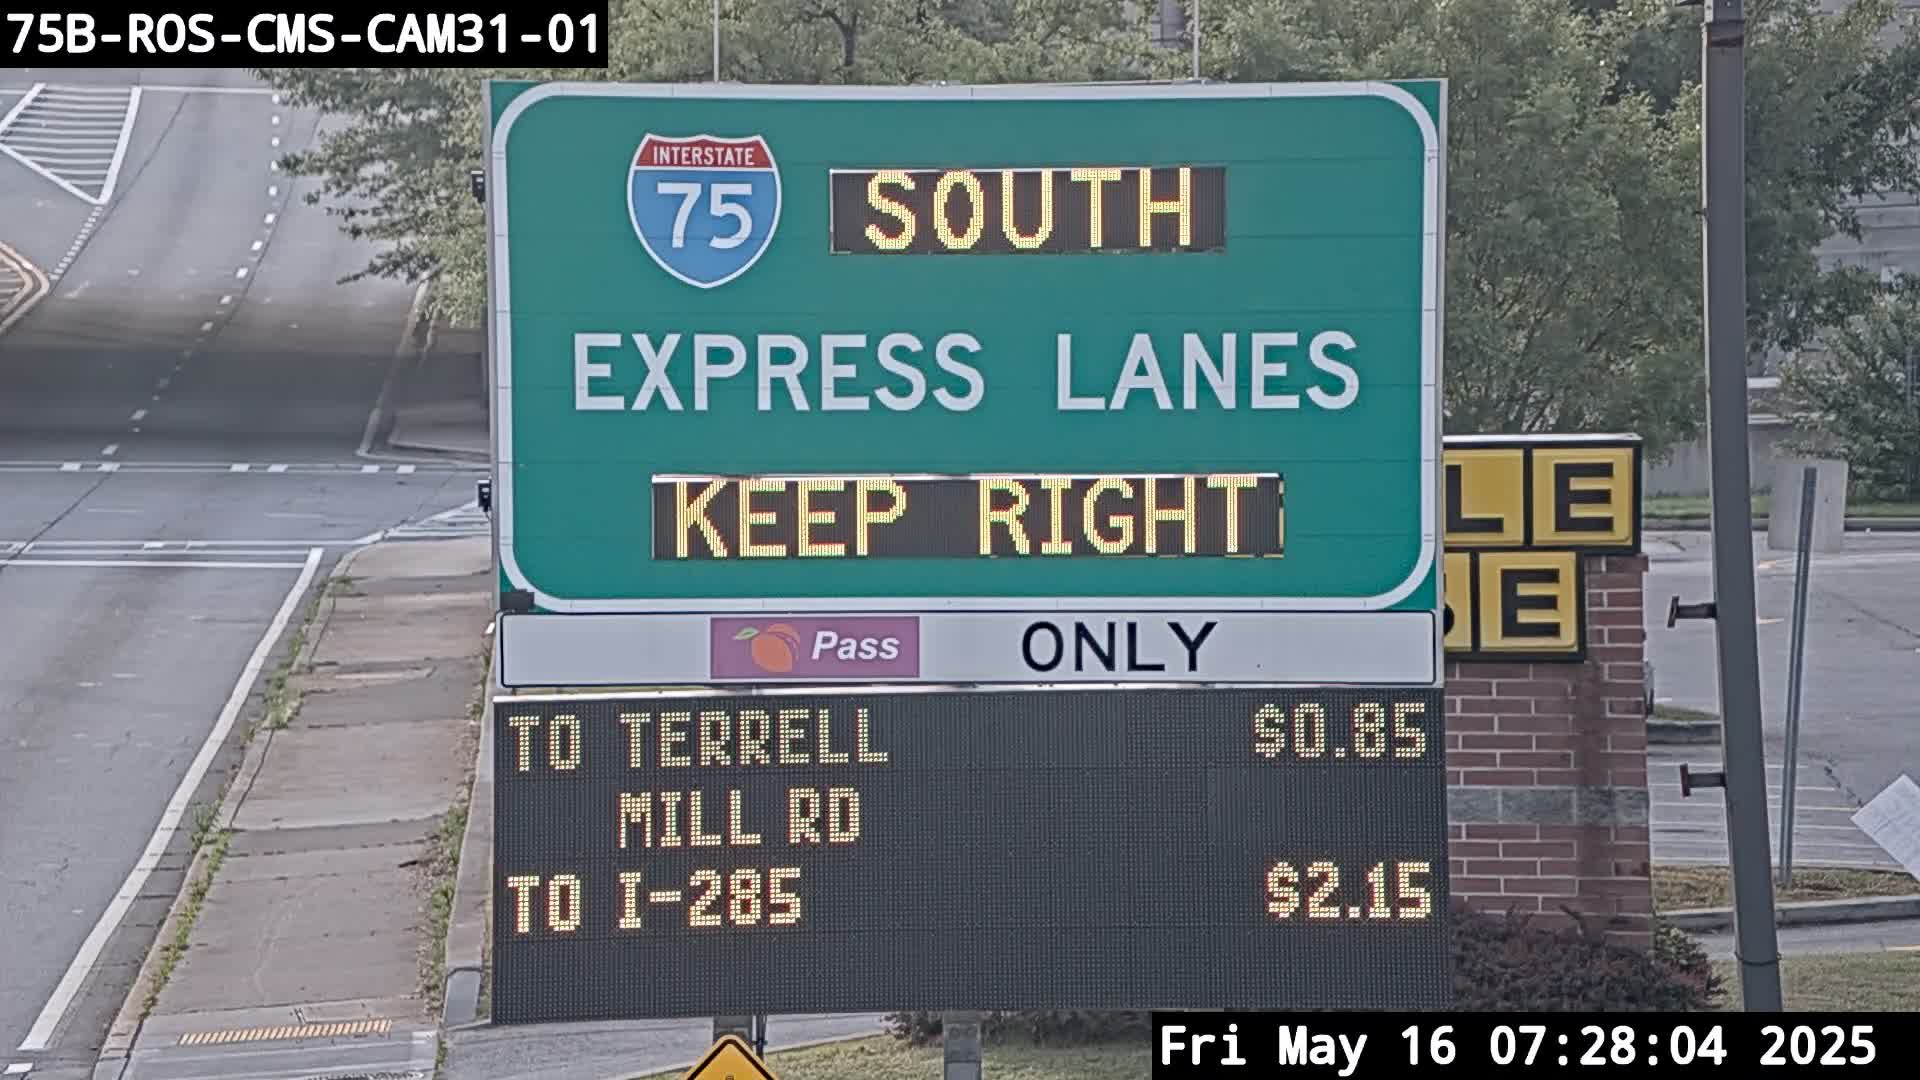 75B-ROS-CMS-CAM31-01
INTERSTATE
75
SOUTH
EXPRESS LANES
KEEP RIGHT
Pass ONLY
TO TERRELL $0.85
MILL RD
TO I-285 $2.15
LE
E
Fri May 16 07:28:04 2025